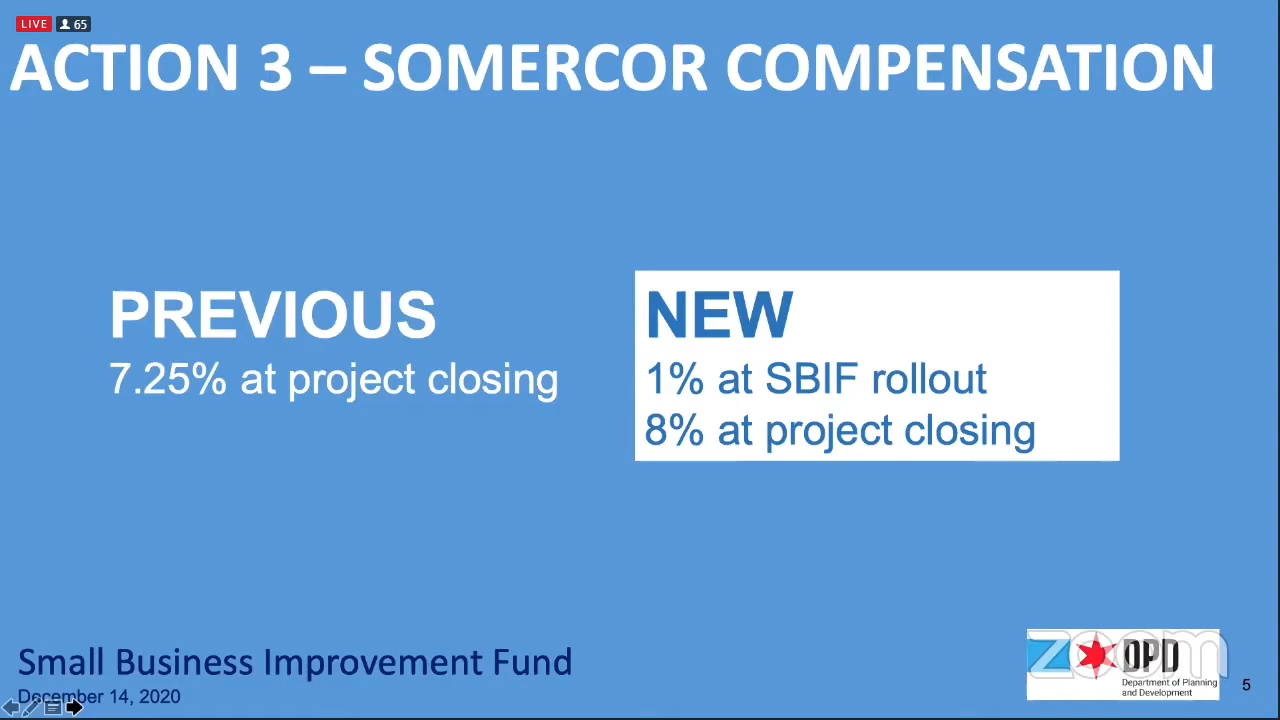 LIVE 65
ACTION 3 – SOMERCOR COMPENSATION
PREVIOUS
7.25% at project closing
NEW
1% at SBIF rollout
8% at project closing
Small Business Improvement Fund
December 14, 2020
zoom
DPD
Department of Planning
and Development
5